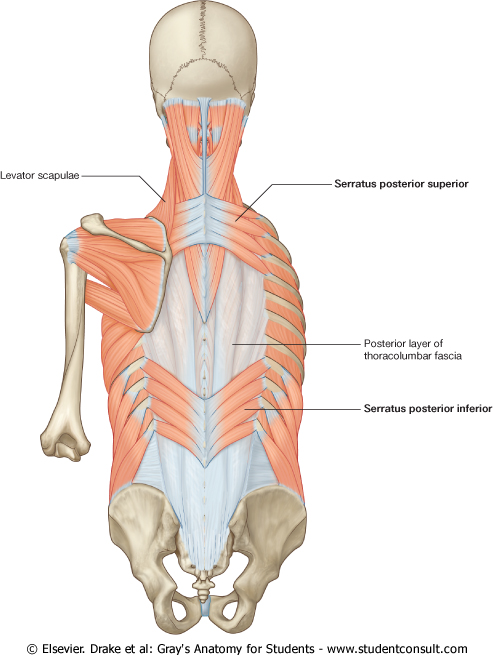 Levator scapulae
Serratus posterior superior
Posterior layer of
thoracolumbar fascia
Serratus posterior inferior
© Elsevier. Drake et al: Gray's Anatomy for Students - www.studentconsult.com